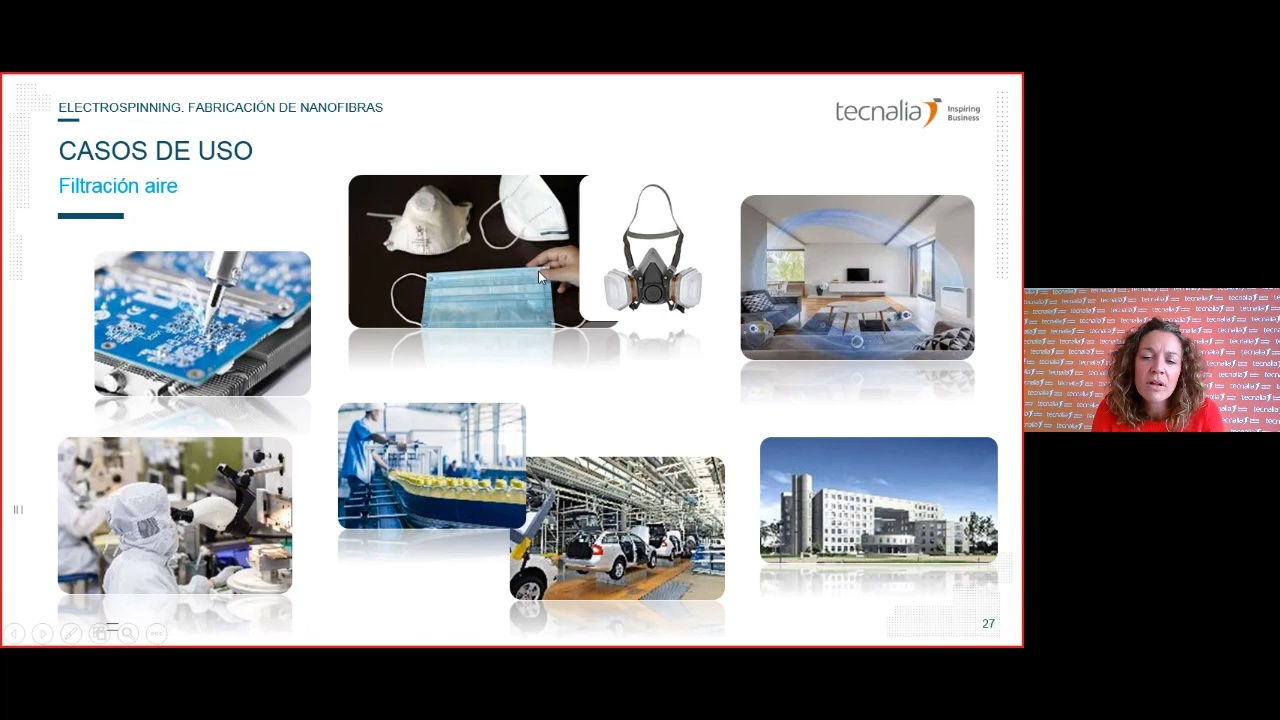 ELECTROSPINNING. FABRICACIÓN DE NANOFIBRAS
tecnalia Inspiring
Business
CASOS DE USO
Filtración aire
27